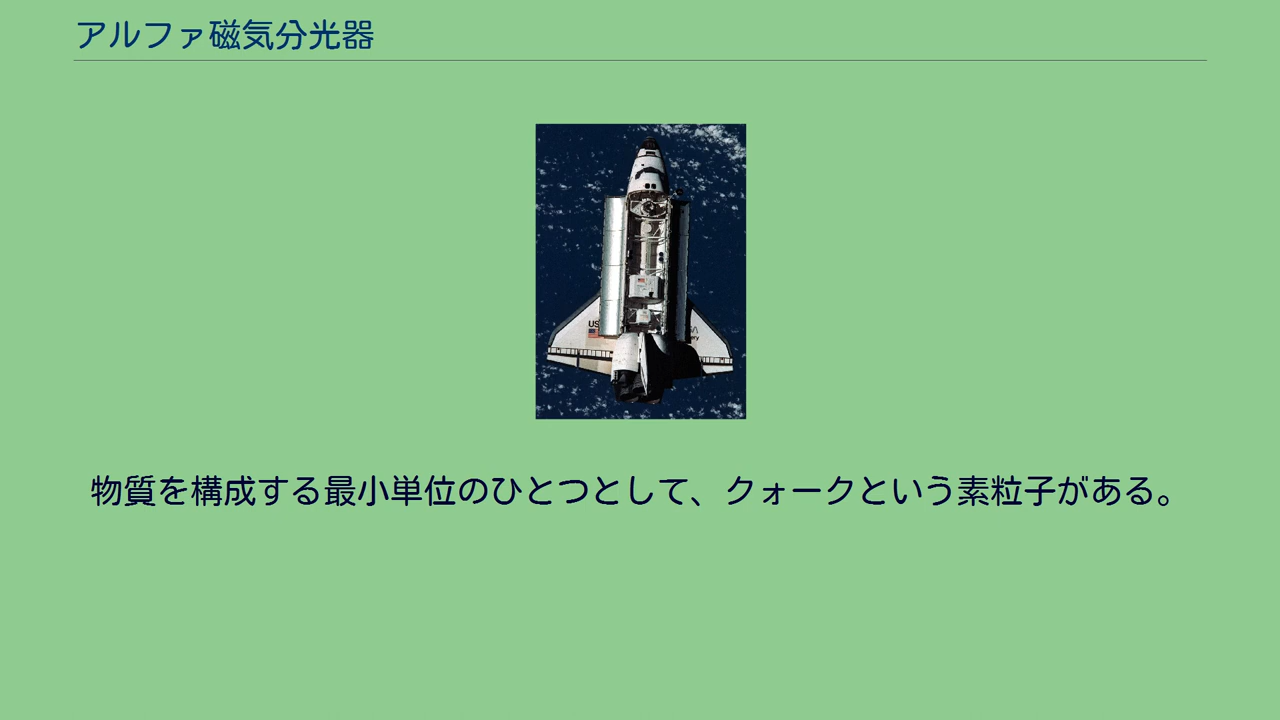 アルファ磁気分光器
US
物質を構成する最小単位のひとつとして、クォークという素粒子がある。